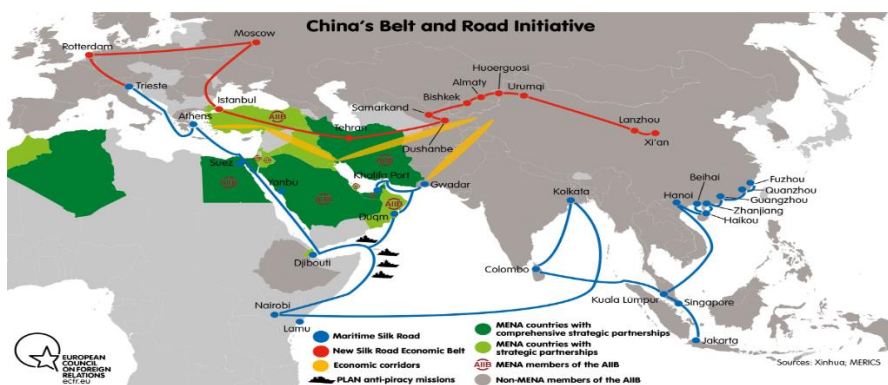 China's Belt and Road Initiative
Moscow
Rotterdam
Trieste
Huoerguosi
Almaty
Urumqi
Bishkek
Istanbul
Samarkand
Athens
AIIB
Lanzhou
Tehran
Xi'an
Dushanbe
Beihai
Fuzhou
Suez
AIIB
Khalifa Port
Kolkata
Hanoi
Quanzhou
AIIB
Yanbu
AIIB
Gwadar
Guangzhou
AIIB
Zhanjiang
Duqm
Haikou
Djibouti
Colombo
Kuala Lumpur
Singapore
Nairobi
Lamu
Jakarta
Maritime Silk Road
New Silk Road Economic Belt
Economic corridors
PLAN anti-piracy missions
MENA countries with
comprehensive strategic partnerships
MENA countries with
strategic partnerships
AIIB MENA members of the AIIB
Non-MENA members of the AIIB
EUROPEAN
COUNCIL
ON FOREIGN
RELATIONS
ecfr.eu
Sources: Xinhua; MERICS